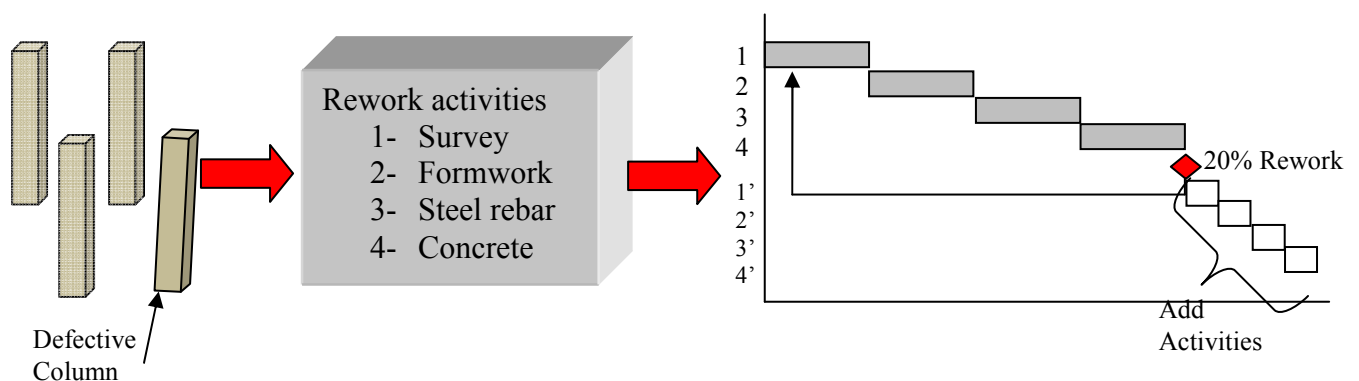 Defective
Column
Rework activities
1- Survey
2- Formwork
3- Steel rebar
4- Concrete
1
2
3
4
1’
2’
3’
4’
20% Rework
Add
Activities